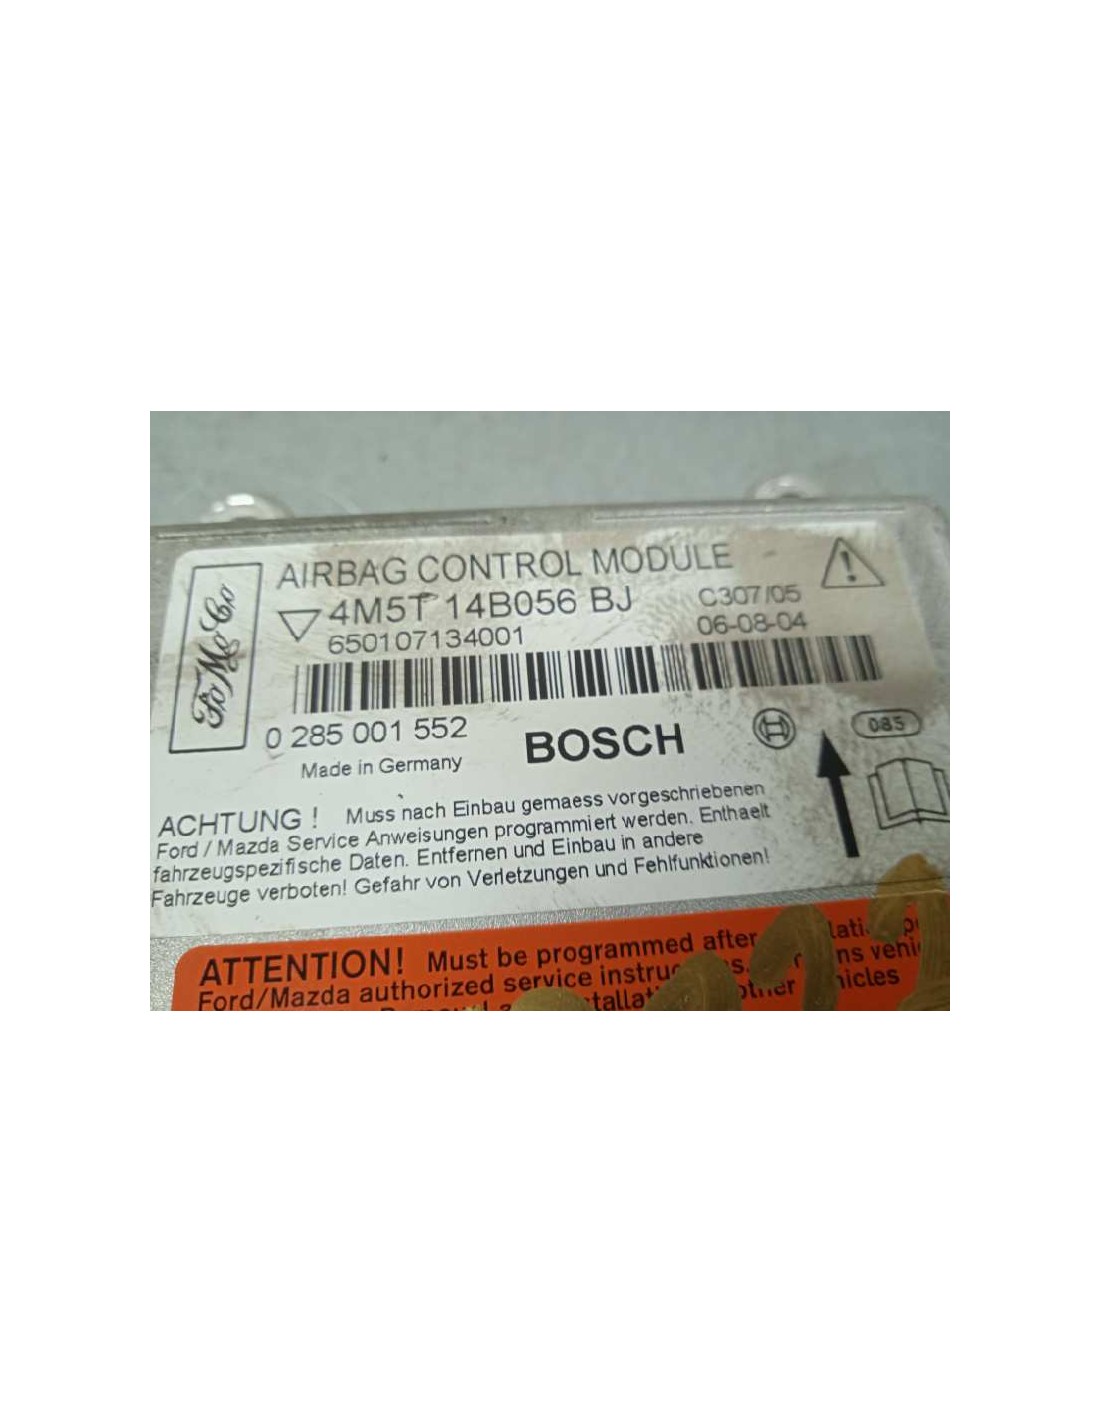 FoMoCo
AIRBAG CONTROL MODULE
4M5T 14B056 BJ
C307/05
650107134001
06-08-04
0 285 001 552
BOSCH
085
Made in Germany
ACHTUNG ! Muss nach Einbau gemaess vorgeschriebenen
Ford / Mazda Service Anweisungen programmiert werden. Enthaelt
fahrzeugspezifische Daten. Entfernen und Einbau in andere
Fahrzeuge verboten! Gefahr von Verletzungen und Fehlfunktionen!
ATTENTION! Must be programmed after
Ford/Mazda authorized service
other